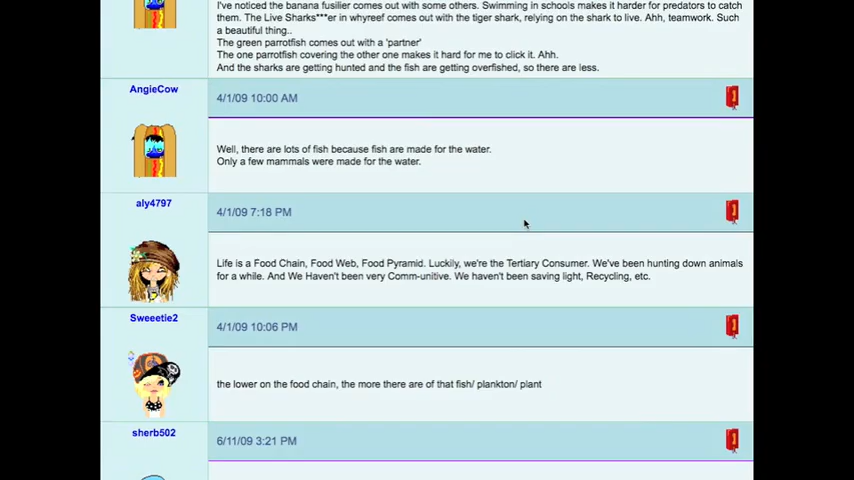 I've noticed the banana fusilier comes out with some others. Swimming in schools makes it harder for predators to catch
them. The Live Sharks***er in whyreef comes out with the tiger shark, relying on the shark to live. Ahh, teamwork. Such
a beautiful thing..
The green parrotfish comes out with a 'partner'
The one parrotfish covering the other one makes it hard for me to click it. Ahh.
And the sharks are getting hunted and the fish are getting overfished, so there are less.
AngieCow
4/1/09 10:00 AM
Well, there are lots of fish because fish are made for the water.
Only a few mammals were made for the water.
aly4797
4/1/09 7:18 PM
Life is a Food Chain, Food Web, Food Pyramid. Luckily, we're the Tertiary Consumer. We've been hunting down animals
for a while. And We Haven't been very Comm-unitive. We haven't been saving light, Recycling, etc.
Sweeetie2
4/1/09 10:06 PM
the lower on the food chain, the more there are of that fish/ plankton/ plant
sherb502
6/11/09 3:21 PM